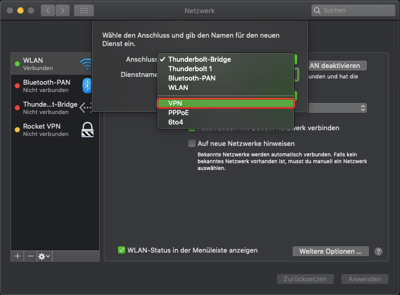 Netzwerk
Suchen
Wähle den Anschluss und gib den Namen für den neuen
Dienst ein.
Anschluss
✓ Thunderbolt-Bridge
Thunderbolt 1
Bluetooth-PAN
WLAN
VPN
PPPoE
6to4
Dienstname
WLAN
Verbunden
Bluetooth-PAN
Nicht verbunden
Thunde...t-Bridge
Nicht verbunden
Rocket VPN
Nicht verbunden
AN deaktivieren
unden und hat die
Netzwerk verbinden
Auf neue Netzwerke hinweisen
Bekannte Netzwerke werden automatisch verbunden. Falls kein
bekanntes Netzwerk vorhanden ist, musst du manuell ein Netzwerk
auswählen.
WLAN-Status in der Menüleiste anzeigen
Weitere Optionen ...
?
Zurücksetzen
Anwenden